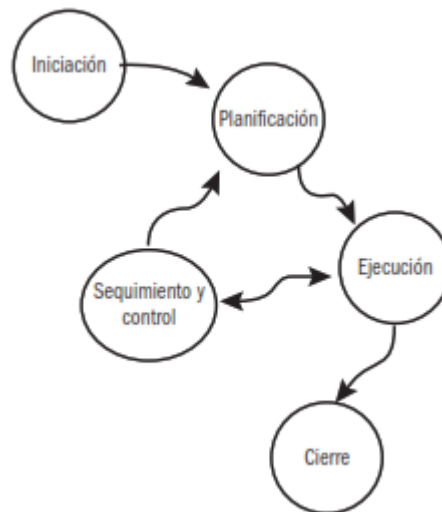 Iniciación
Planificación
Ejecución
Sequimiento y
control
Cierre